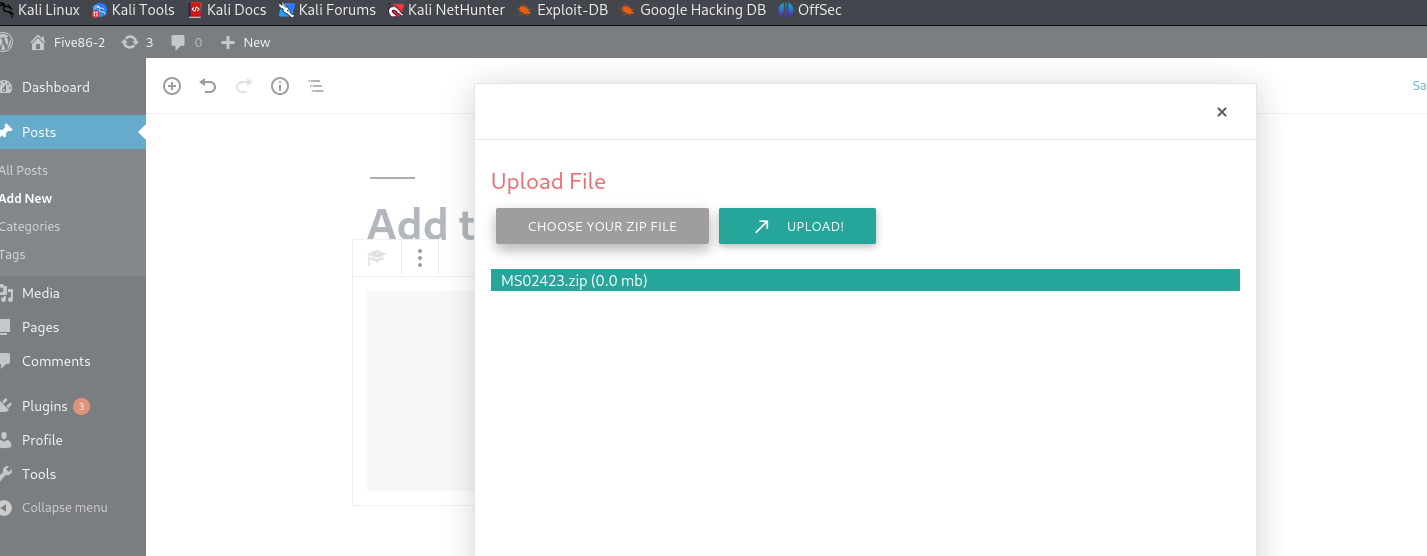 Kali Linux Kali Tools Kali Docs Kali Forums Kali NetHunter Exploit-DB Google Hacking DB OffSec
Five86-2 3 0 New
Dashboard
Posts
All Posts
Add New
Categories
Tags
Media
Pages
Comments
Plugins 3
Profile
Tools
Collapse menu
Sa
Add t
×
Upload File
CHOOSE YOUR ZIP FILE UPLOAD!
MS02423.zip (0.0 mb)